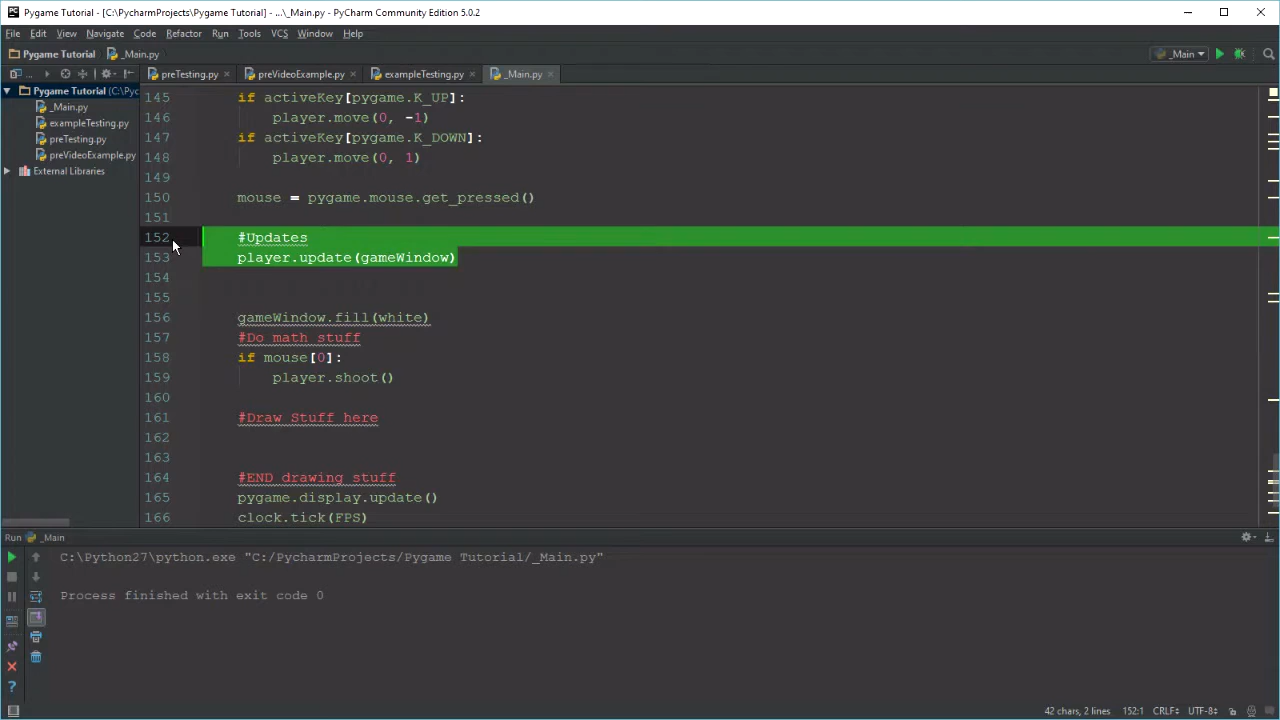 Pygame Tutorial - [C:\PycharmProjects\Pygame Tutorial] - ...\_Main.py - PyCharm Community Edition 5.0.2
File Edit View Navigate Code Refactor Run Tools VCS Window Help
Pygame Tutorial _Main.py _Main
... preTesting.py preVideoExample.py exampleTesting.py _Main.py
Pygame Tutorial (C:\Pyc
_Main.py
exampleTesting.py
preTesting.py
preVideoExample.py
External Libraries
145 if activeKey[pygame.K_UP]:
146 player.move(0, -1)
147 if activeKey[pygame.K_DOWN]:
148 player.move(0, 1)
149
150 mouse = pygame.mouse.get_pressed()
151
152 #Updates
153 player.update(gameWindow)
154
155
156 gameWindow.fill(white)
157 #Do math stuff
158 if mouse[0]:
159 player.shoot()
160
161 #Draw Stuff here
162
163
164 #END drawing stuff
165 pygame.display.update()
166 clock.tick(FPS)
Run _Main
C:\Python27\python.exe "C:/PycharmProjects/Pygame Tutorial/_Main.py"
Process finished with exit code 0
42 chars, 2 lines 152:1 CRLF UTF-8